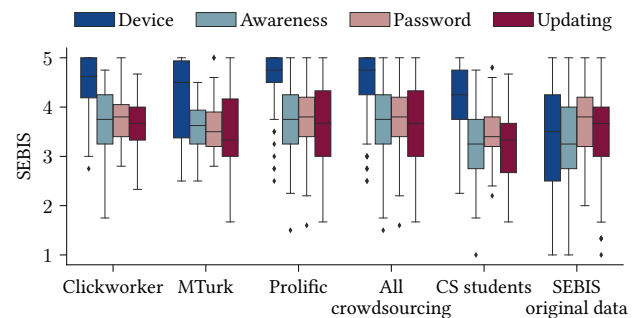 Device Awareness Password Updating
5
4
3
2
1
SEBIS
Clickworker MTurk Prolific All crowdsourcing CS students SEBIS original data